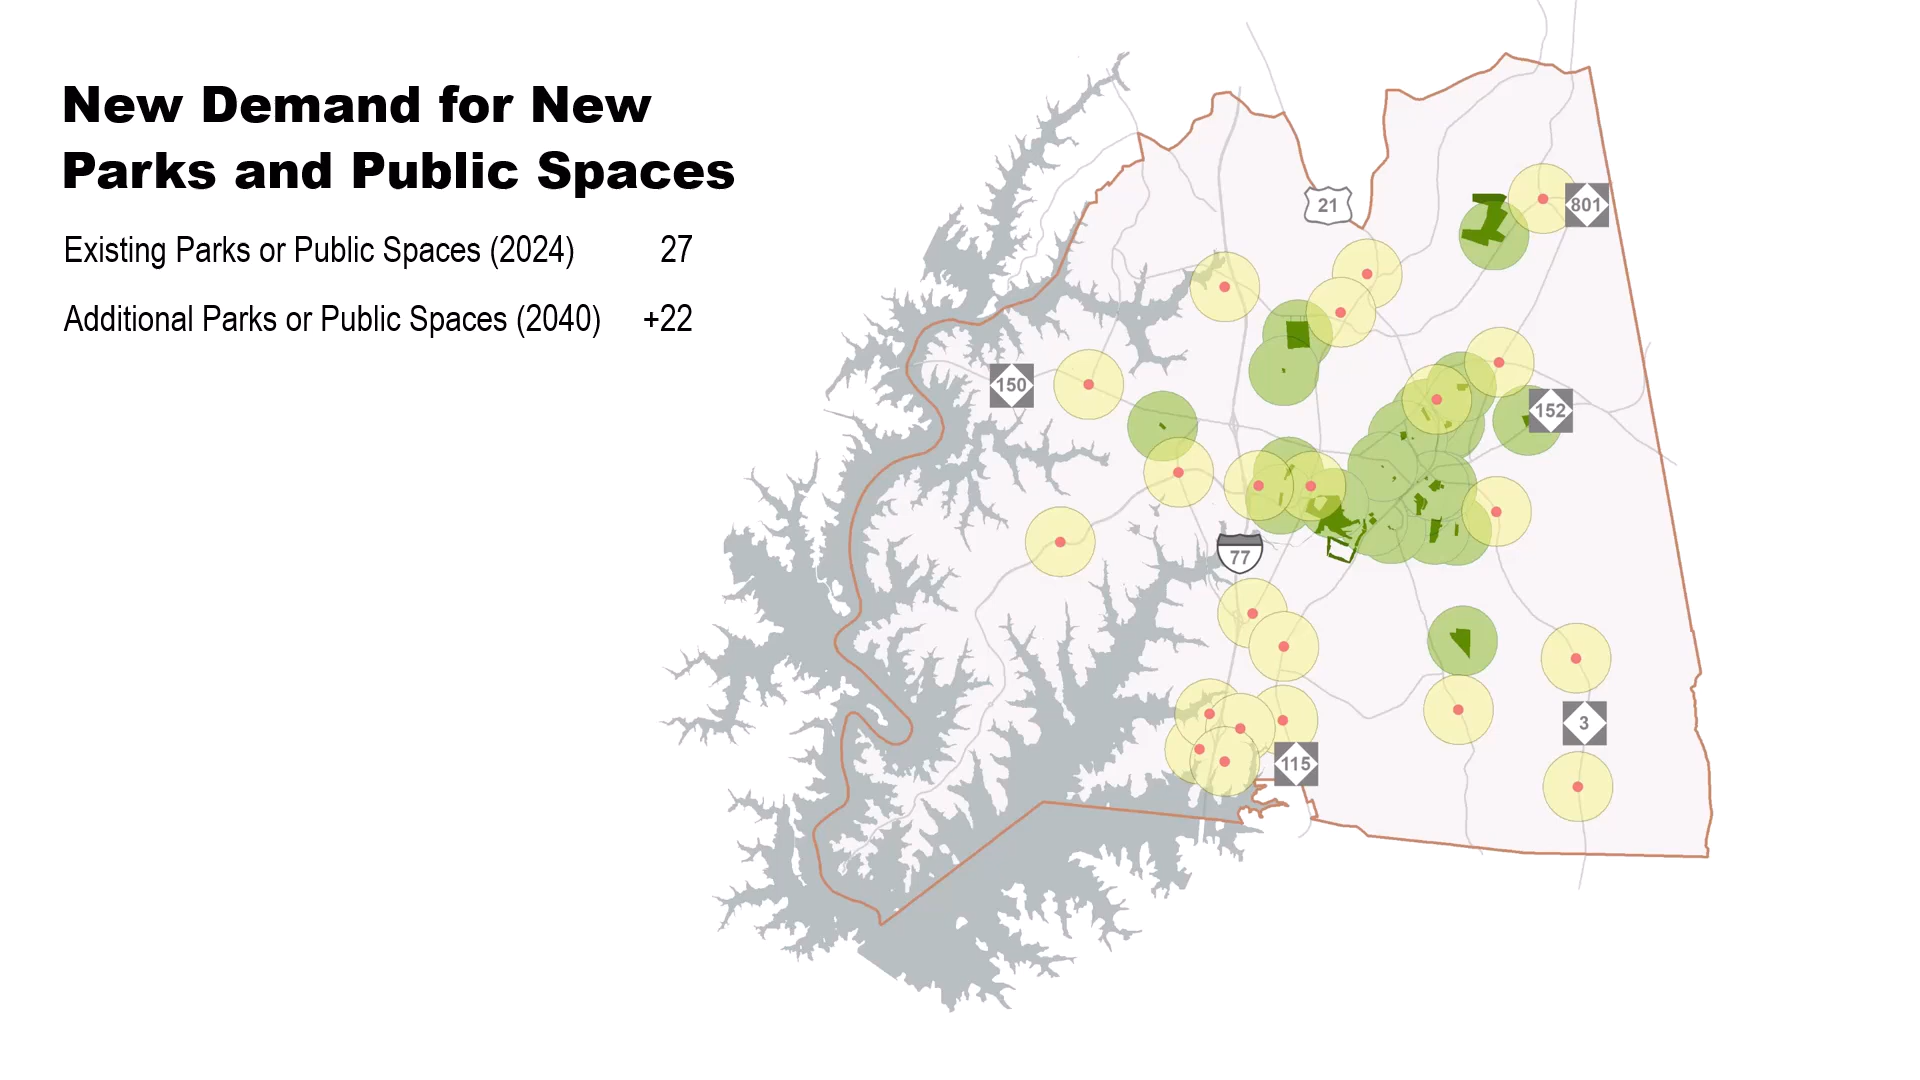 New Demand for New
Parks and Public Spaces
Existing Parks or Public Spaces (2024) 27
Additional Parks or Public Spaces (2040) +22
801
21
150
152
77
3
115